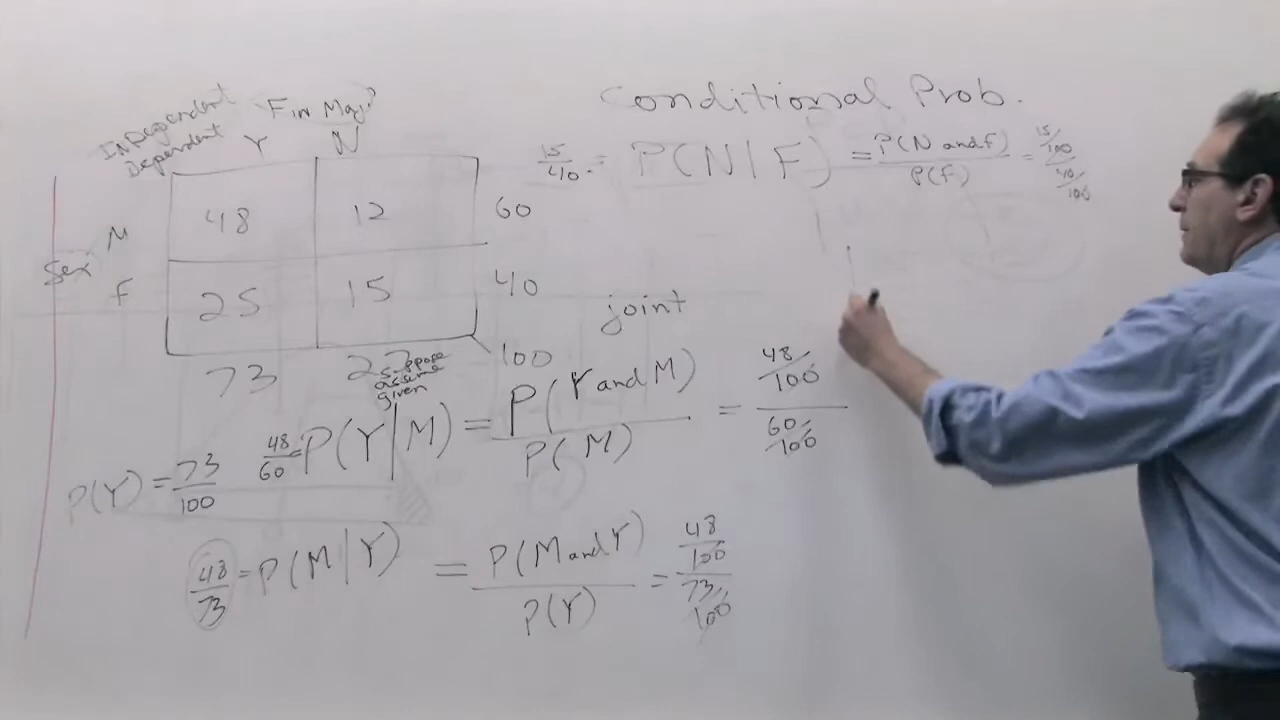 Conditional Prob.
INDependent
Dependent
Fin Maj?
Y N
M 48 12 60
F 25 15 40
Sex
73 27 100
suppose
assume
given
15/40 = P(N|F) = P(N and F)/P(F) = 15/100 / 40/100
joint
48/60 = P(Y|M) = P(Y and M)/P(M) = 48/100 / 60/100
P(Y) = 73/100
48/73 = P(M|Y) = P(M and Y)/P(Y) = 48/100 / 73/100